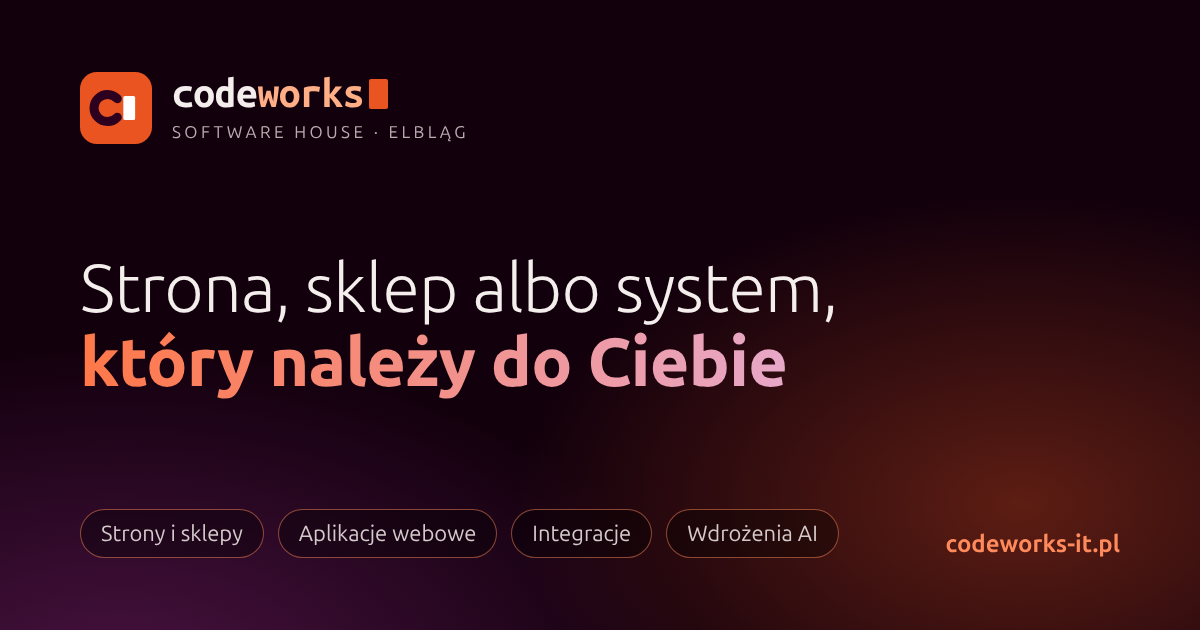 codeworks
SOFTWARE HOUSE · ELBLĄG
Strona, sklep albo system,
który należy do Ciebie
Strony i sklepy
Aplikacje webowe
Integracje
Wdrożenia AI
codeworks-it.pl